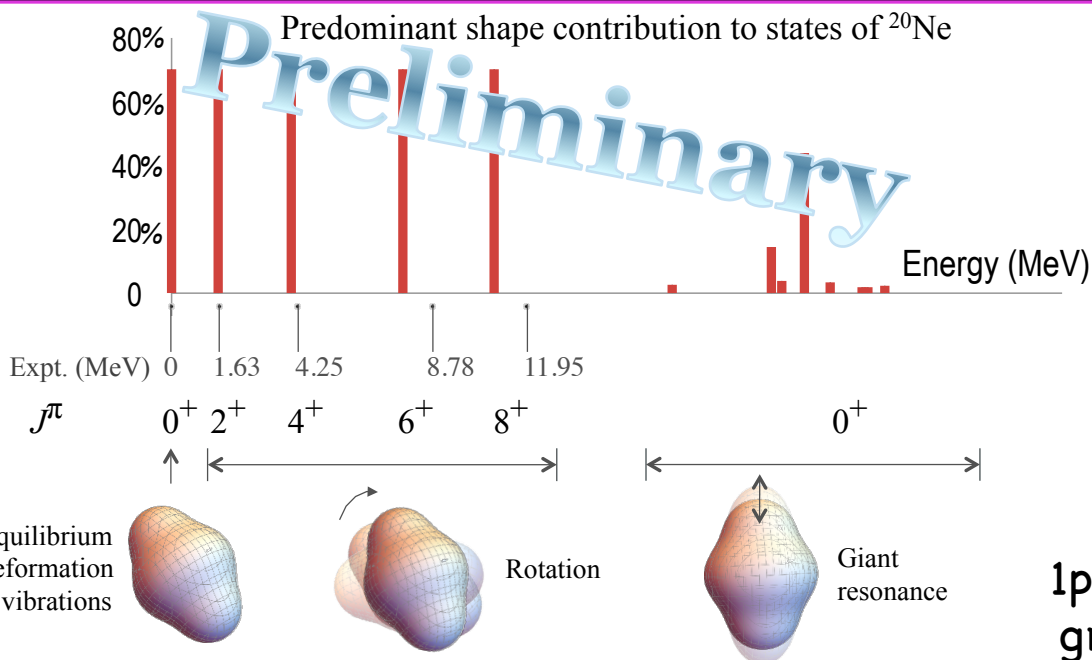 Predominant shape contribution to states of ²⁰Ne
Preliminary
80%
60%
40%
20%
0
Energy (MeV)
Expt. (MeV) 0 1.63 4.25 8.78 11.95
Jπ 0⁺ 2⁺ 4⁺ 6⁺ 8⁺ 0⁺
vibrations
Rotation
Giant
resonance